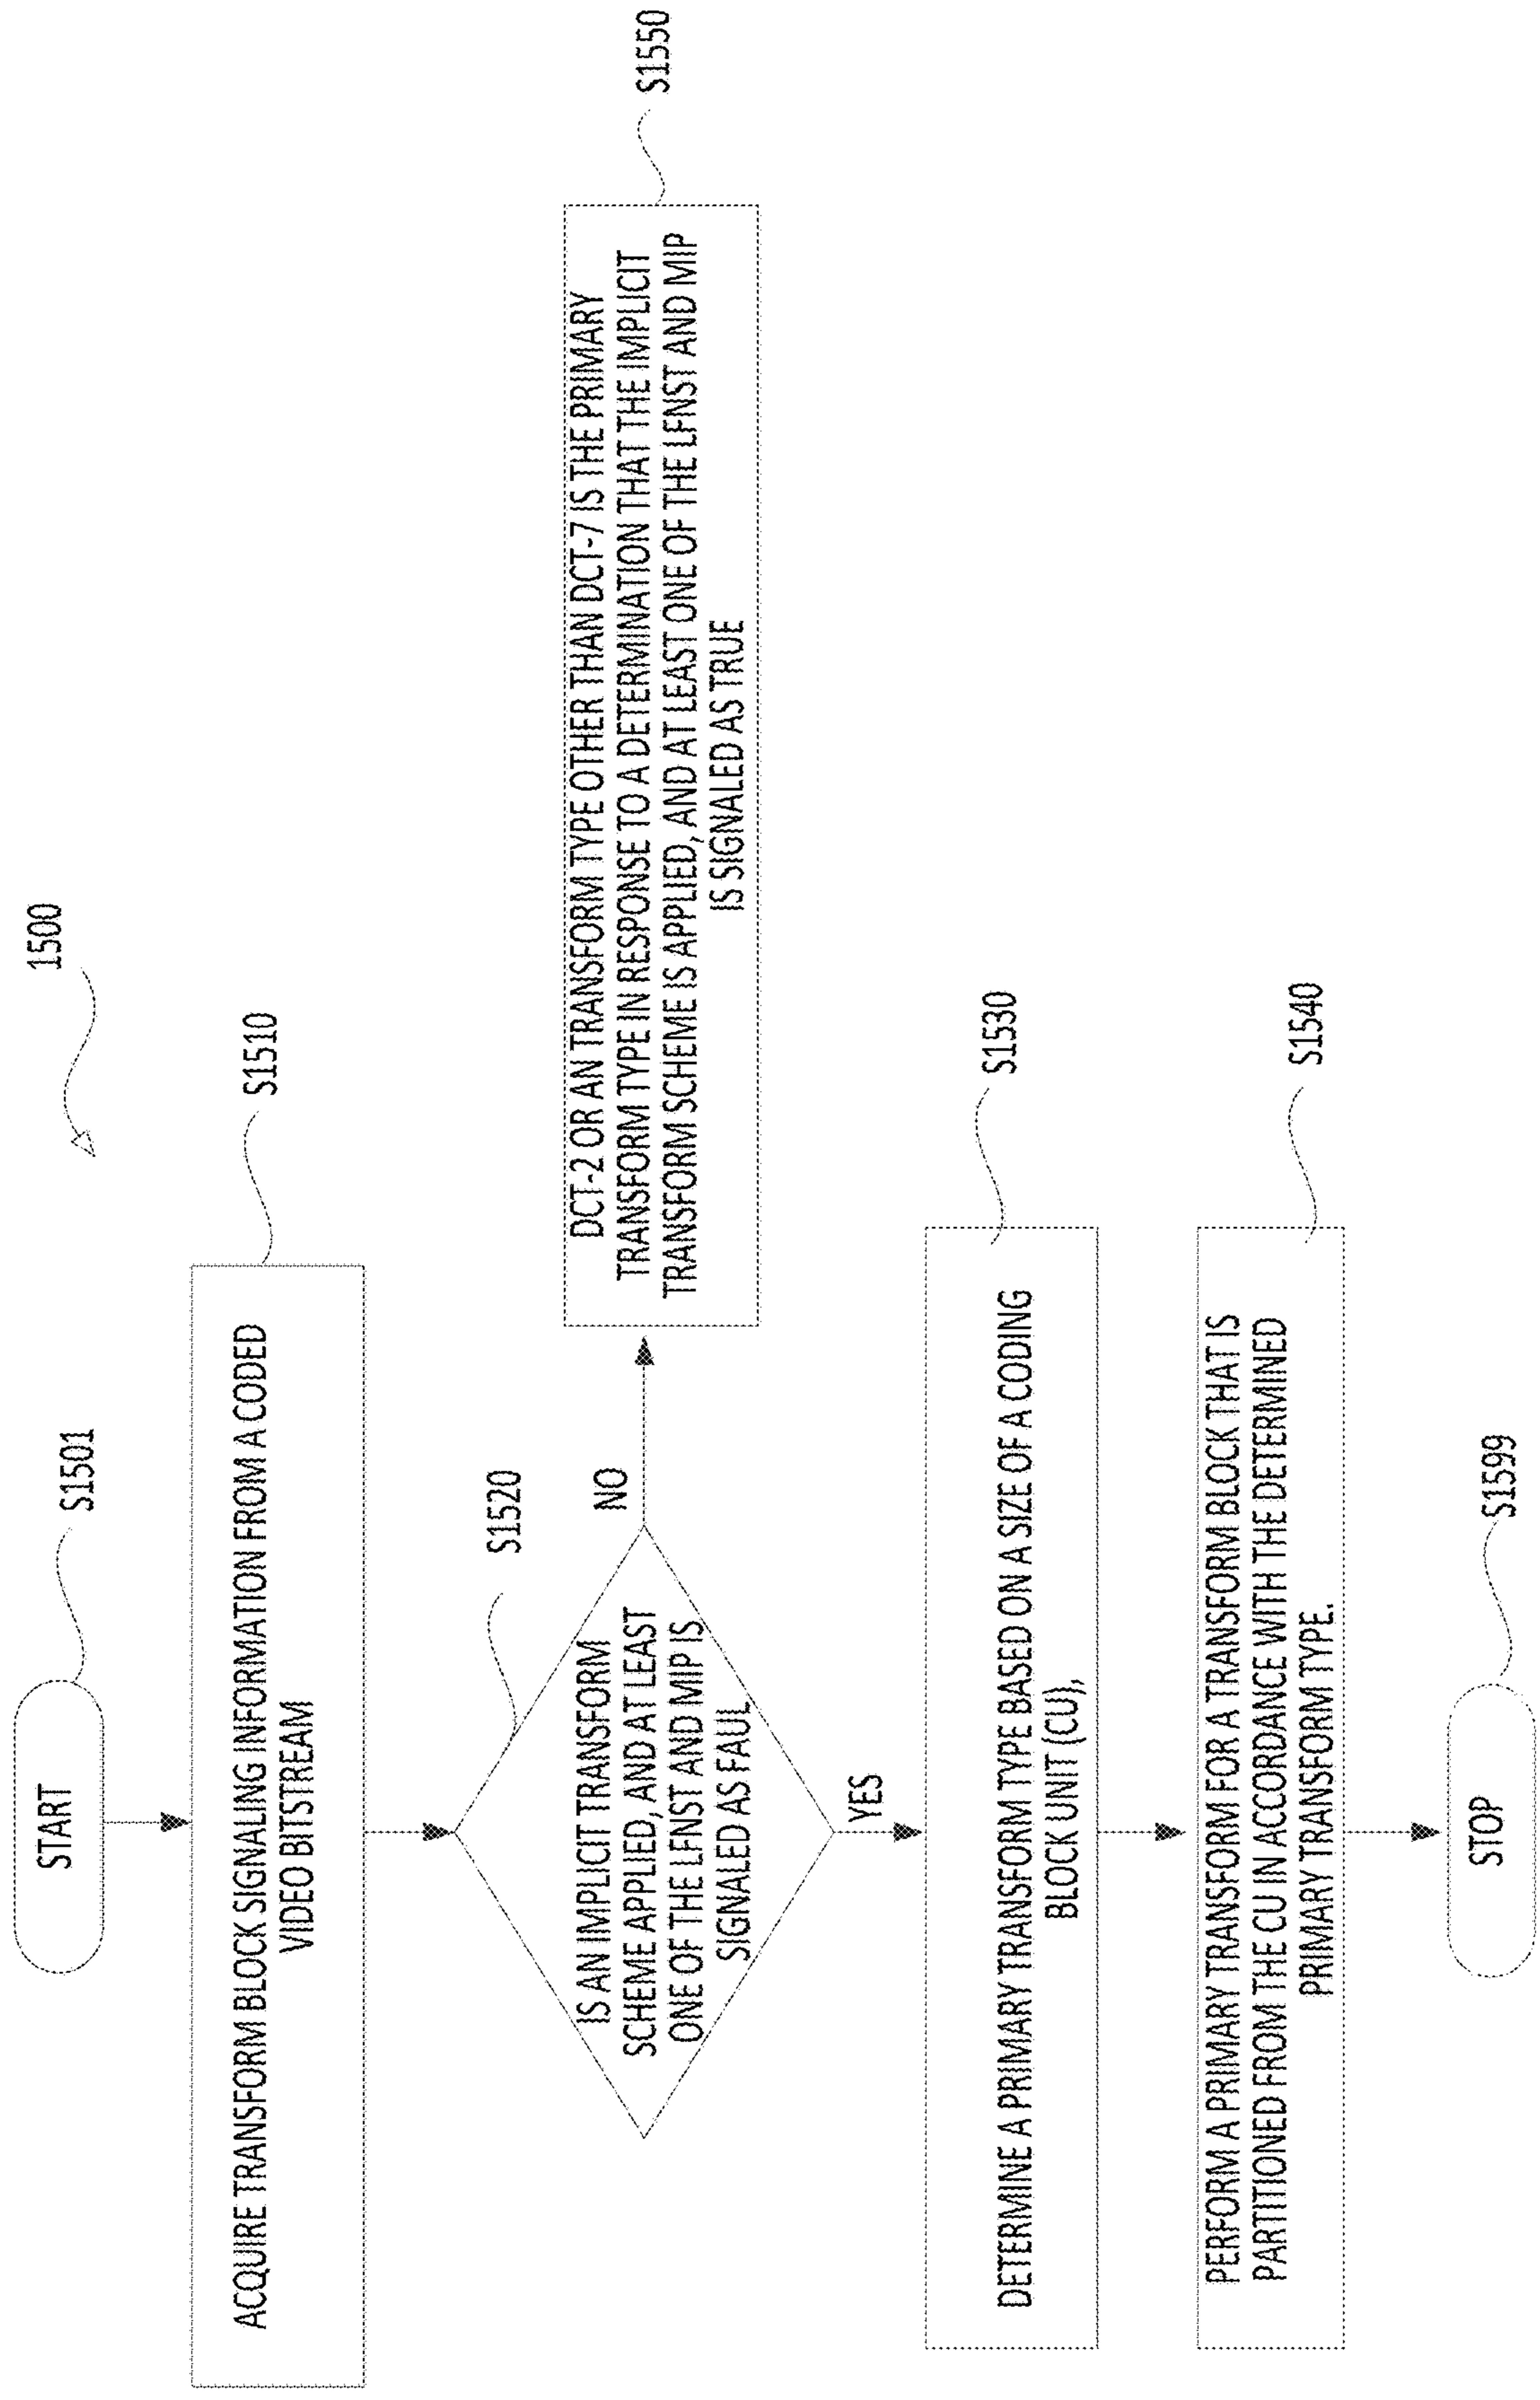 1500
START
S1501
ACQUIRE TRANSFORM BLOCK SIGNALING INFORMATION FROM A CODED
VIDEO BITSTREAM
S1510
IS AN IMPLICIT TRANSFORM
SCHEME APPLIED, AND AT LEAST
ONE OF THE LFNST AND MIP IS
SIGNALED AS FAUL
S1520
NO
DCT-2 OR AN TRANSFORM TYPE OTHER THAN DCT-7 IS THE PRIMARY
TRANSFORM TYPE IN RESPONSE TO A DETERMINATION THAT THE IMPLICIT
TRANSFORM SCHEME IS APPLIED, AND AT LEAST ONE OF THE LFNST AND MIP
IS SIGNALED AS TRUE
S1550
YES
DETERMINE A PRIMARY TRANSFORM TYPE BASED ON A SIZE OF A CODING
BLOCK UNIT (CU),
S1530
PERFORM A PRIMARY TRANSFORM FOR A TRANSFORM BLOCK THAT IS
PARTITIONED FROM THE CU IN ACCORDANCE WITH THE DETERMINED
PRIMARY TRANSFORM TYPE.
S1540
STOP
S1599